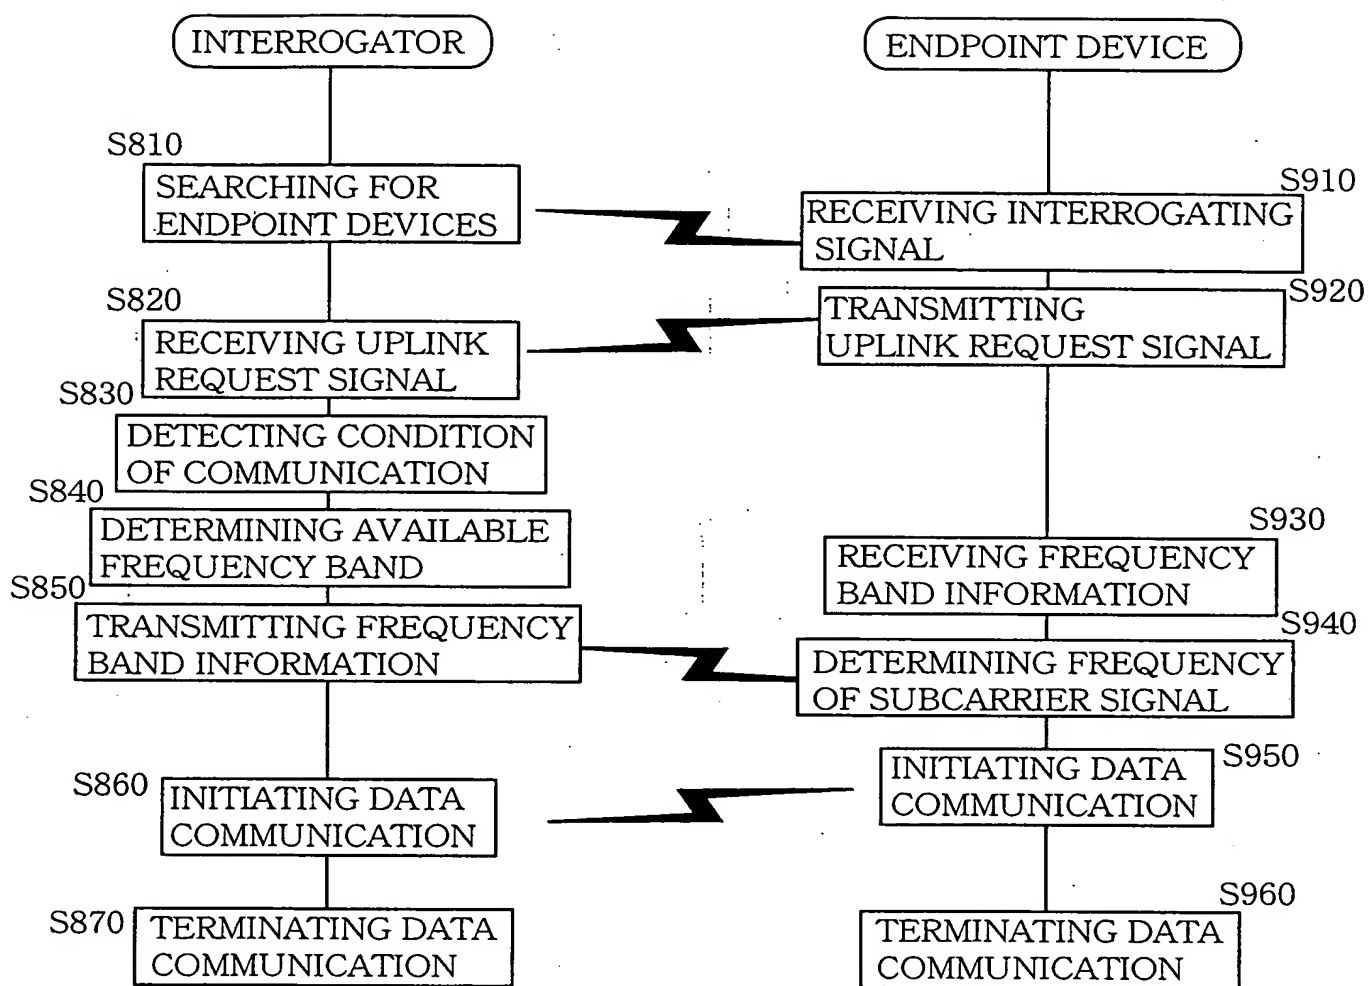 INTERROGATOR
ENDPOINT DEVICE
S810
SEARCHING FOR
ENDPOINT DEVICES
S910
RECEIVING INTERROGATING
SIGNAL
S820
RECEIVING UPLINK
REQUEST SIGNAL
S920
TRANSMITTING
UPLINK REQUEST SIGNAL
S830
DETECTING CONDITION
OF COMMUNICATION
S840
DETERMINING AVAILABLE
FREQUENCY BAND
S930
RECEIVING FREQUENCY
BAND INFORMATION
S850
TRANSMITTING FREQUENCY
BAND INFORMATION
S940
DETERMINING FREQUENCY
OF SUBCARRIER SIGNAL
S860
INITIATING DATA
COMMUNICATION
S950
INITIATING DATA
COMMUNICATION
S870
TERMINATING DATA
COMMUNICATION
S960
TERMINATING DATA
COMMUNICATION